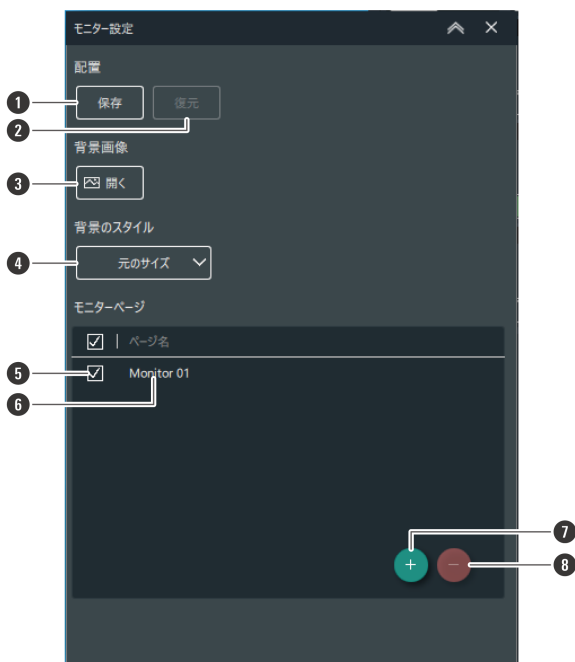 モニター設定
配置
1 保存 復元
2
背景画像
3 開く
背景のスタイル
4 元のサイズ
モニターページ
ページ名
5 Monitor 01
6
7
+
− 8